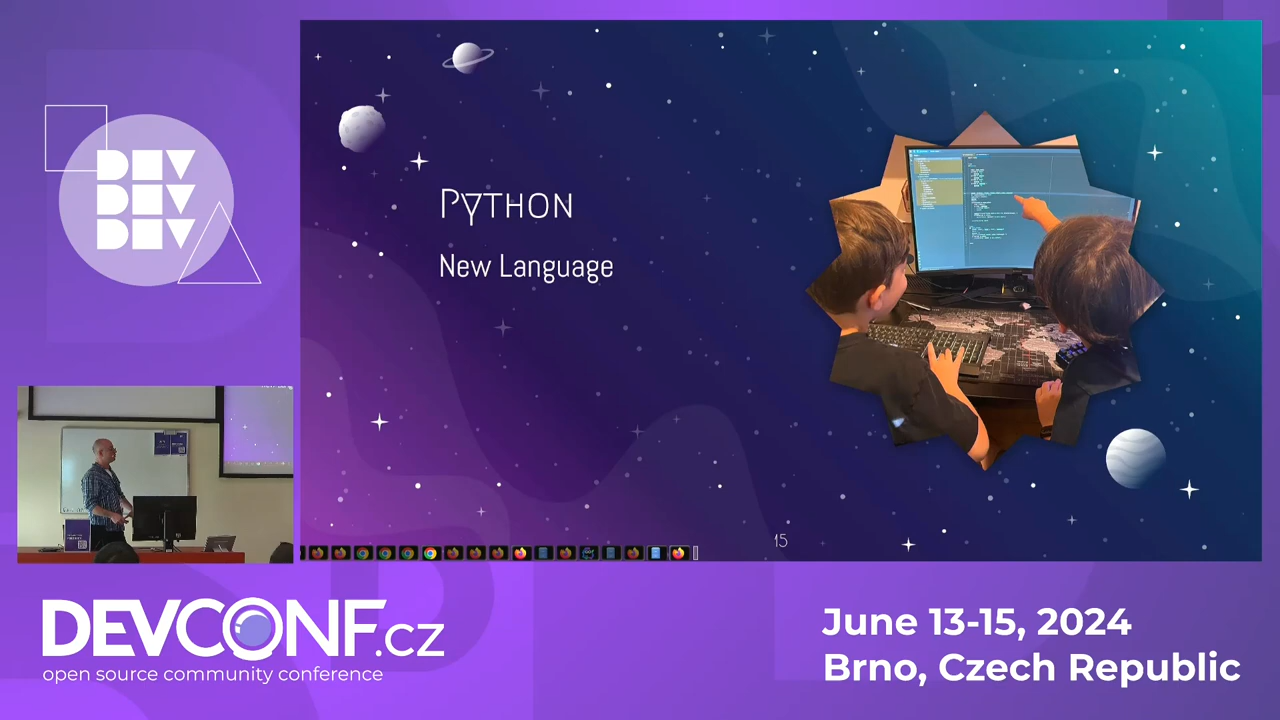 DEV
DEV
DEV
PYTHON
New Language
15
DEVCONF.cz
open source community conference
June 13-15, 2024
Brno, Czech Republic